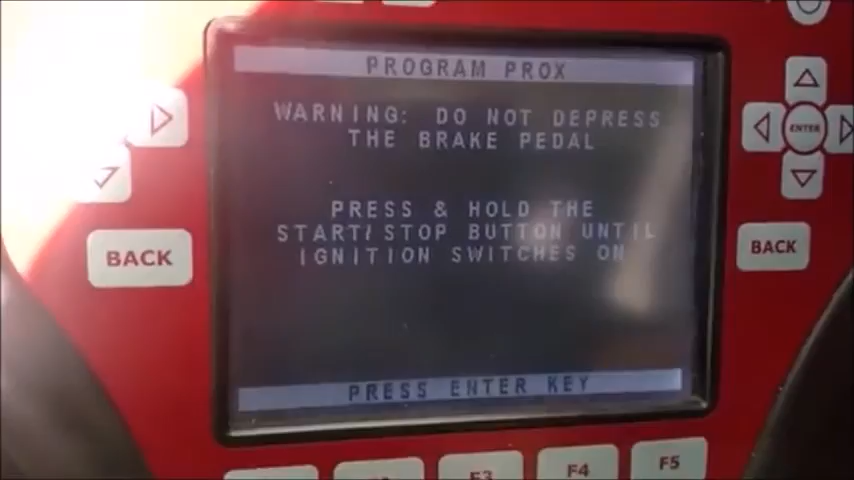 PROGRAM PROX
WARNING: DO NOT DEPRESS
THE BRAKE PEDAL
PRESS & HOLD THE
START/STOP BUTTON UNTIL
IGNITION SWITCHES ON
PRESS ENTER KEY
ENTER
BACK
BACK
F3
F4
F5